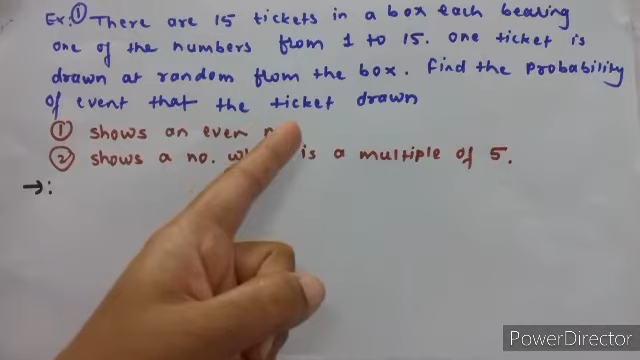 Ex:① There are 15 tickets in a box each bearing
one of the numbers from 1 to 15. one ticket is
drawn at random from the box. Find the probability
of event that the ticket drawn
① shows an even n
② shows a no. is a multiple of 5.
→:
PowerDirector